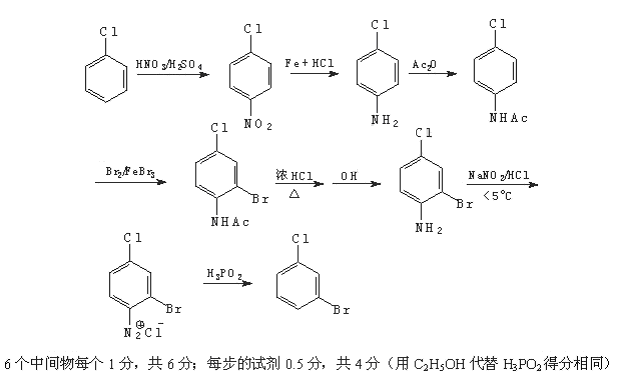 Cl Cl Cl Cl
HNO3/H2SO4 Fe+HCl Ac2O
NO2 NH2 NHAc
Cl Cl
Br2/FeBr3 Br 浓HCl △ OH Br NaNO2/HCl <5℃
NHAc NH2
Cl Cl
Br H3PO2 Br
N2Cl⊕−
6个中间物每个1分，共6分；每步的试剂0.5分，共4分（用C2H5OH代替H3PO2得分相同）